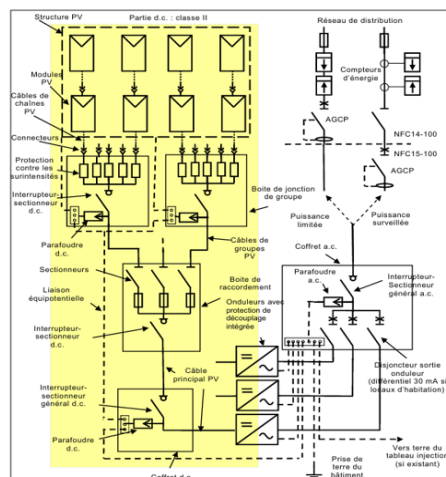 Structure PV
Partie d.c. : classe II
Réseau de distribution
Modules
PV
Câbles de
chaînes
PV
Connecteurs
Compteurs
d'énergie
AGCP
NFC14-100
NFC15-100
AGCP
Protection
contre les
surintensités
Interrupteur-
sectionneur
d.c.
Parafoudre
d.c.
Boite de jonction
de groupe
Puissance
limitée
Puissance
surveillée
Câbles de
groupes
PV
Coffret a.c.
Parafoudre
a.c.
Interrupteur-
Sectionneur
général a.c.
Sectionneurs
Boite de
raccordement
Liaison
équipotentielle
Onduleurs avec
protection de
découplage
intégrée
Interrupteur-
sectionneur
d.c.
Câble
principal PV
Disjoncteur sortie
onduleur
(différentiel 30 mA si
locaux d'habitation)
Interrupteur-
sectionneur
général d.c.
Parafoudre
d.c.
Coffret d.c.
Prise de
terre du
bâtiment
Vers terre du
tableau injection
(si existant)